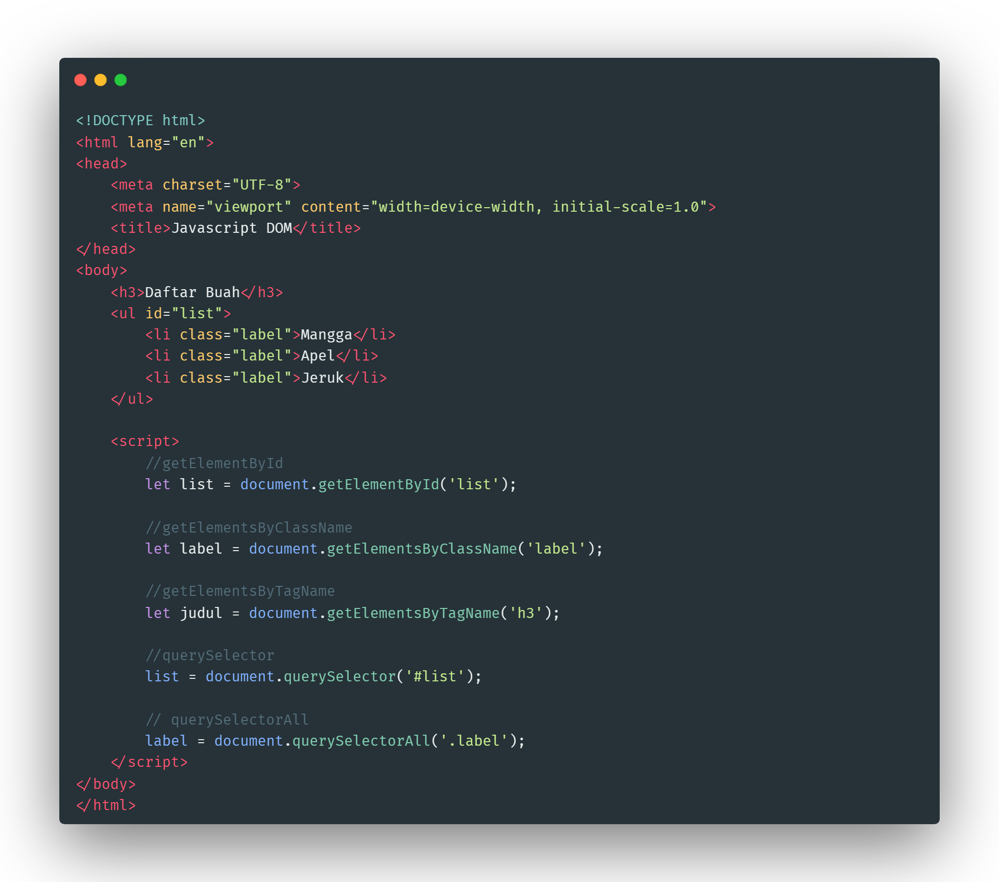 <!DOCTYPE html>
<html lang="en">
<head>
    <meta charset="UTF-8">
    <meta name="viewport" content="width=device-width, initial-scale=1.0">
    <title>Javascript DOM</title>
</head>
<body>
    <h3>Daftar Buah</h3>
    <ul id="list">
        <li class="label">Mangga</li>
        <li class="label">Apel</li>
        <li class="label">Jeruk</li>
    </ul>

    <script>
        //getElementById
        let list = document.getElementById('list');

        //getElementsByClassName
        let label = document.getElementsByClassName('label');

        //getElementsByTagName
        let judul = document.getElementsByTagName('h3');

        //querySelector
        list = document.querySelector('#list');

        // querySelectorAll
        label = document.querySelectorAll('.label');
    </script>
</body>
</html>